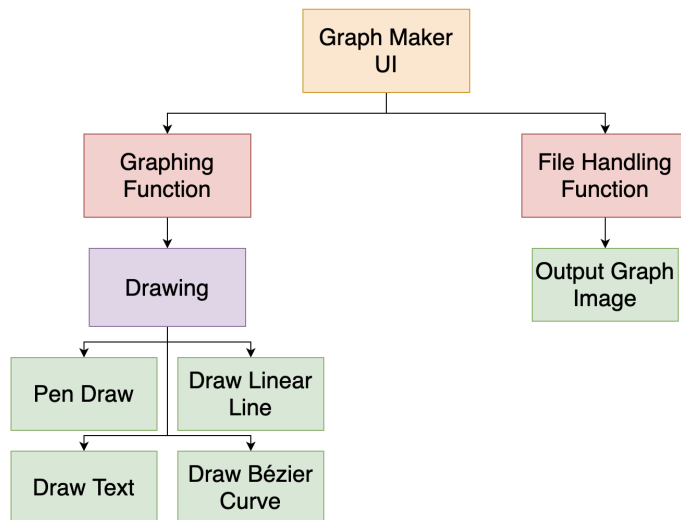 Graph Maker
UI
Graphing
Function
File Handling
Function
Drawing
Output Graph
Image
Pen Draw
Draw Linear
Line
Draw Text
Draw Bézier
Curve